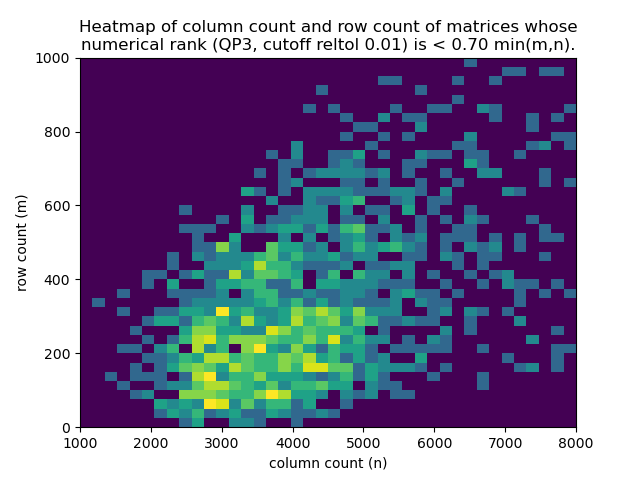 Heatmap of column count and row count of matrices whose
numerical rank (QP3, cutoff reltol 0.01) is < 0.70 min(m,n).
1000
800
600
400
200
0
row count (m)
1000 2000 3000 4000 5000 6000 7000 8000
column count (n)